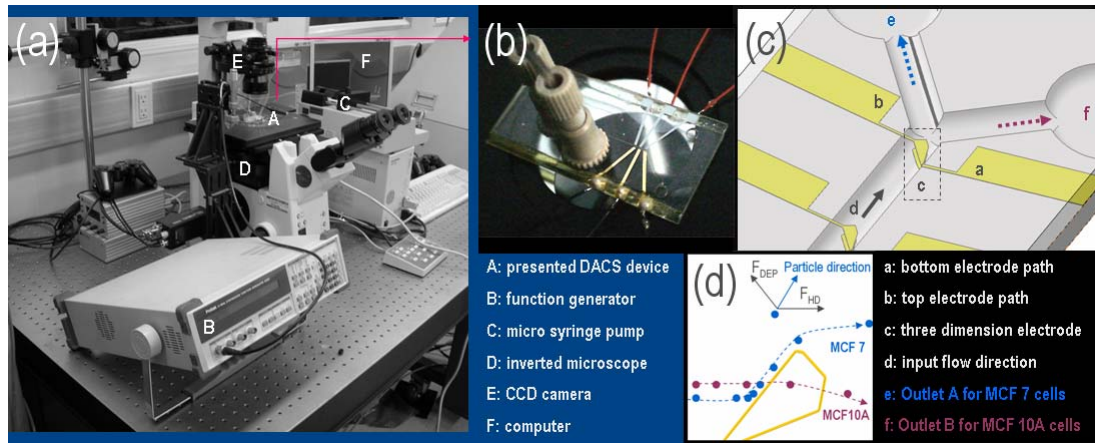 (a)
E
F
C
A
D
B
(b)
(c)
e
f
b
a
c
d
A: presented DACS device
B: function generator
C: micro syringe pump
D: inverted microscope
E: CCD camera
F: computer
(d)
FDEP
Particle direction
FHD
MCF 7
MCF10A
a: bottom electrode path
b: top electrode path
c: three dimension electrode
d: input flow direction
e: Outlet A for MCF 7 cells
f: Outlet B for MCF 10A cells